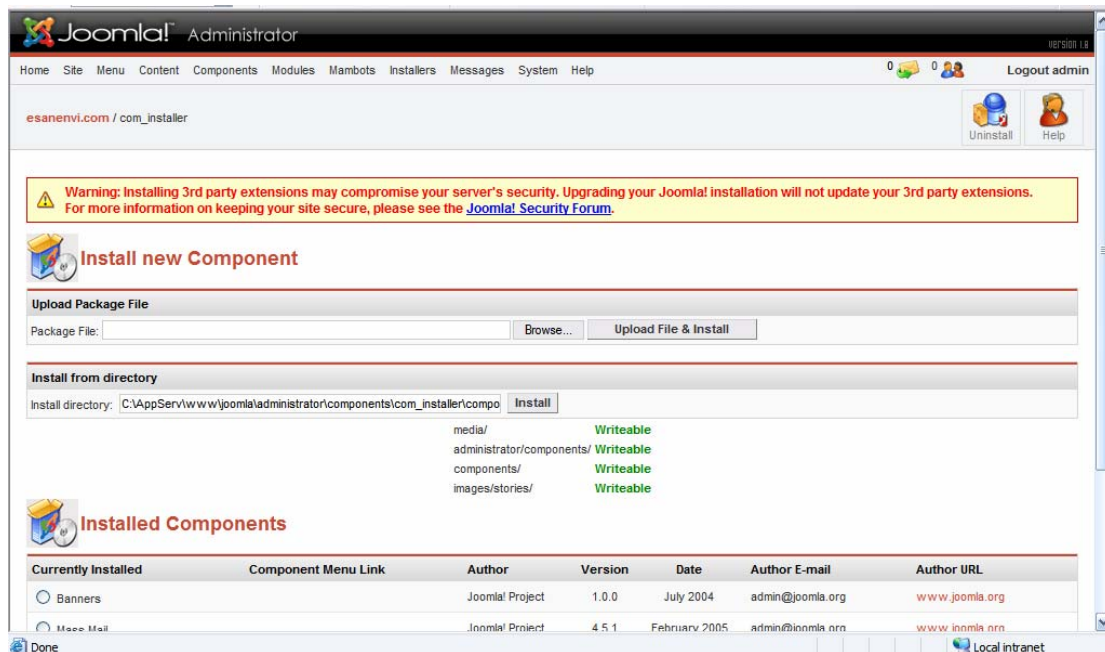 Joomla!™ Administrator
version 1.8
Home Site Menu Content Components Modules Mambots Installers Messages System Help 0 0 Logout admin
esanenvi.com / com_installer
Uninstall Help
Warning: Installing 3rd party extensions may compromise your server's security. Upgrading your Joomla! installation will not update your 3rd party extensions.
For more information on keeping your site secure, please see the Joomla! Security Forum.
Install new Component
Upload Package File
Package File: Browse... Upload File & Install
Install from directory
Install directory: C:\AppServ\www\joomla\administrator\components\com_installer\compo Install
media/ Writeable
administrator/components/ Writeable
components/ Writeable
images/stories/ Writeable
Installed Components
Currently Installed Component Menu Link Author Version Date Author E-mail Author URL
Banners Joomla! Project 1.0.0 July 2004 admin@joomla.org www.joomla.org
Mass Mail Joomla! Project 4.5.1 February 2005 admin@joomla.org www.joomla.org
Done Local intranet